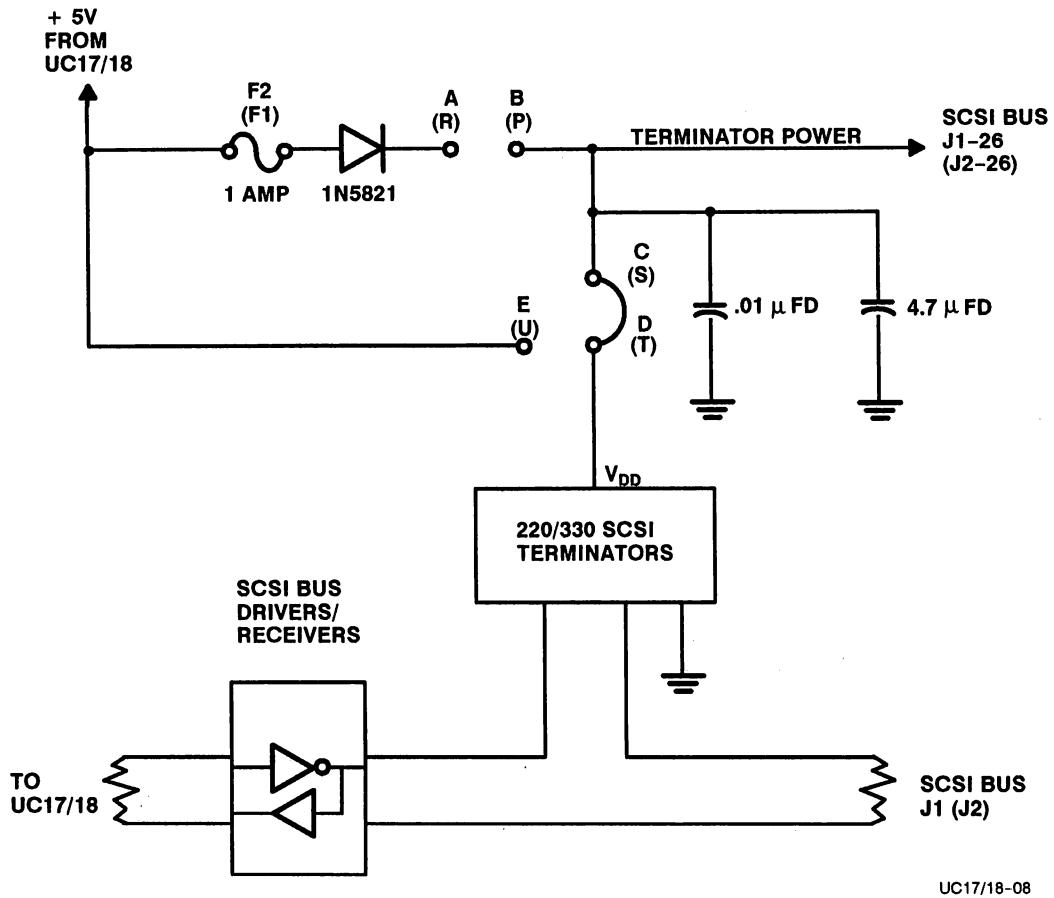 + 5V
FROM
UC17/18
F2
(F1)
1 AMP
1N5821
A
(R)
B
(P)
TERMINATOR POWER
SCSI BUS
J1-26
(J2-26)
C
(S)
D
(T)
E
(U)
.01 µ FD
4.7 µ FD
VDD
220/330 SCSI
TERMINATORS
SCSI BUS
DRIVERS/
RECEIVERS
TO
UC17/18
SCSI BUS
J1 (J2)
UC17/18-08